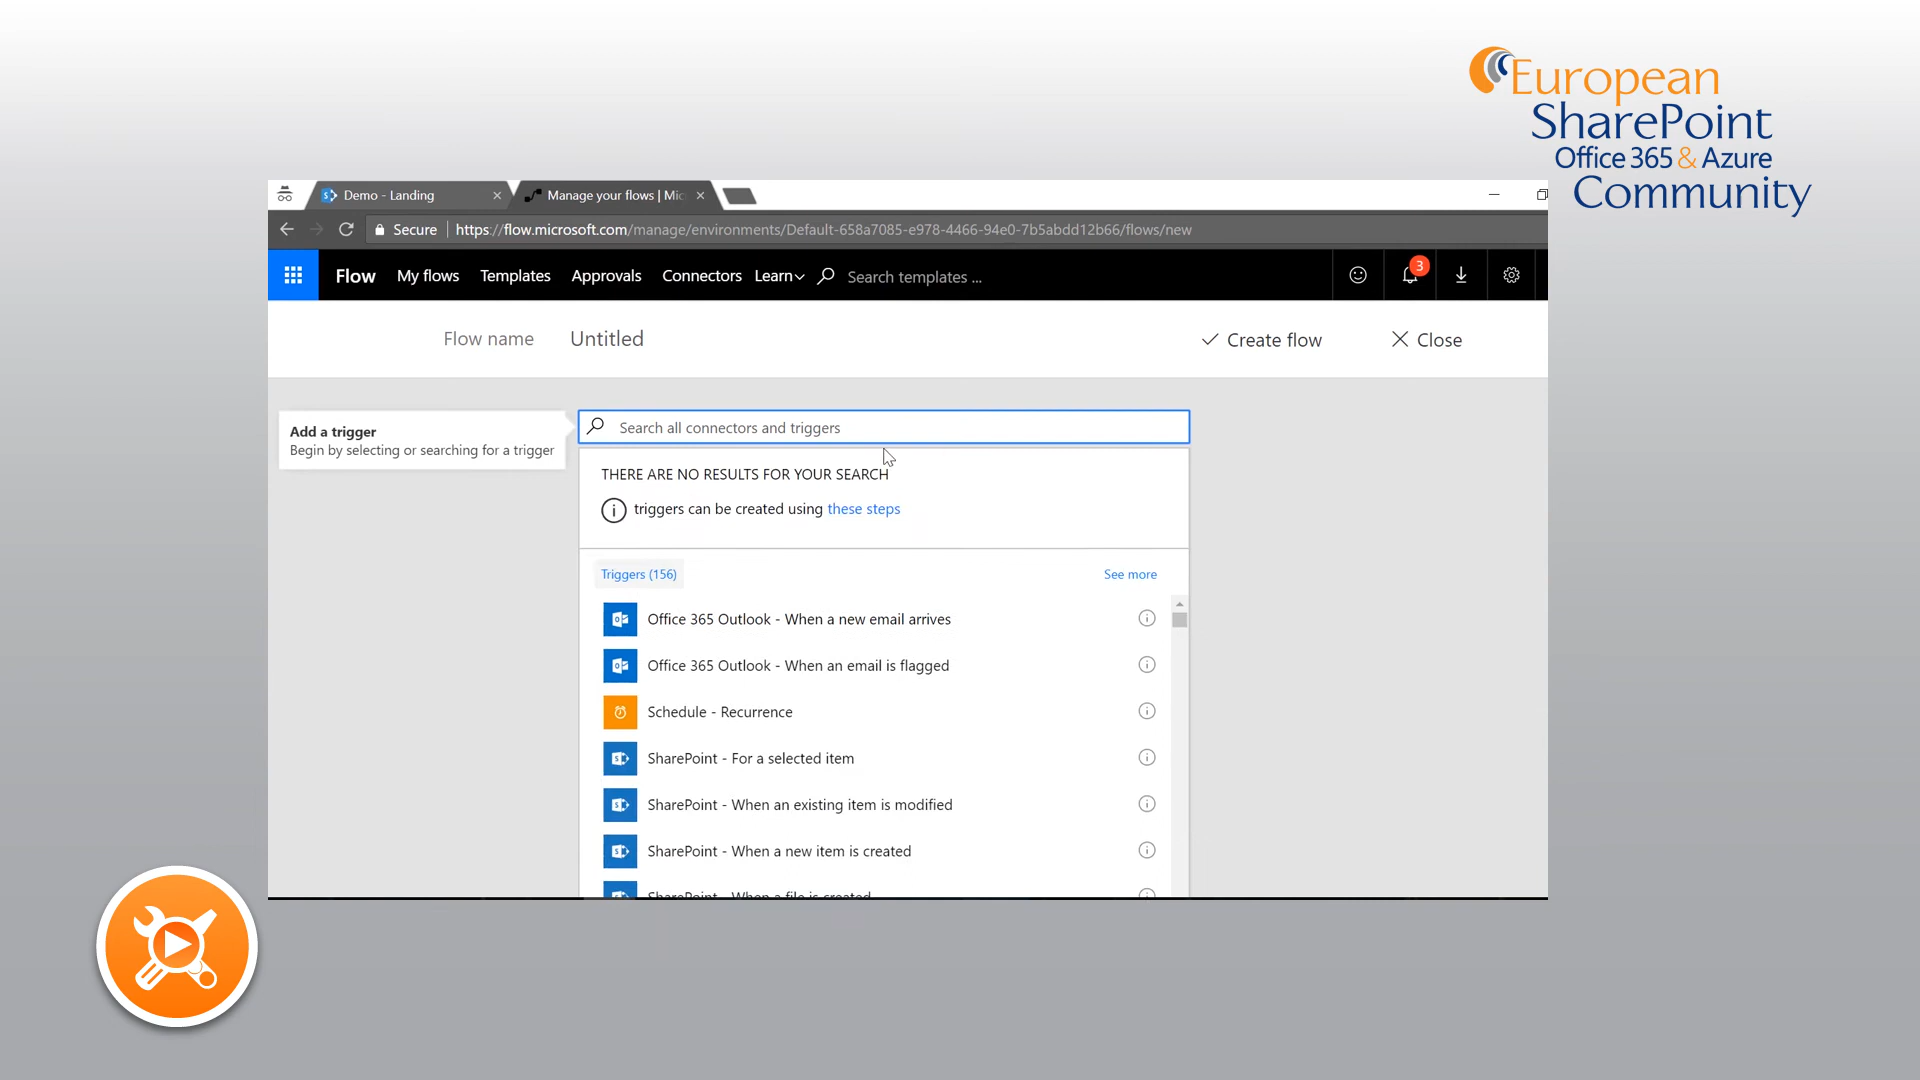 European
SharePoint
Office 365 & Azure
Community
Demo - Landing
Manage your flows | Mic
Secure
https://flow.microsoft.com/manage/environments/Default-658a7085-e978-4466-94e0-7b5abdd12b66/flows/new
Flow My flows Templates Approvals Connectors Learn Search templates ...
3
Flow name Untitled
Create flow Close
Add a trigger
Begin by selecting or searching for a trigger
Search all connectors and triggers
THERE ARE NO RESULTS FOR YOUR SEARCH
triggers can be created using these steps
Triggers (156) See more
Office 365 Outlook - When a new email arrives
Office 365 Outlook - When an email is flagged
Schedule - Recurrence
SharePoint - For a selected item
SharePoint - When an existing item is modified
SharePoint - When a new item is created
SharePoint - When a file is created